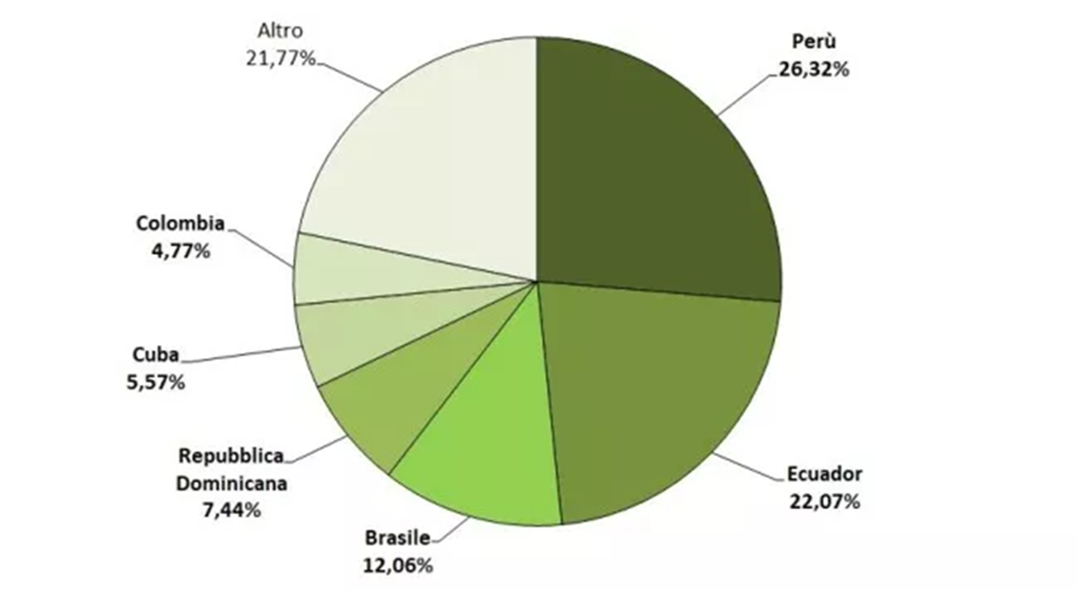 Altro
21,77%
Perù
26,32%
Colombia
4,77%
Cuba
5,57%
Repubblica
Dominicana
7,44%
Ecuador
22,07%
Brasile
12,06%